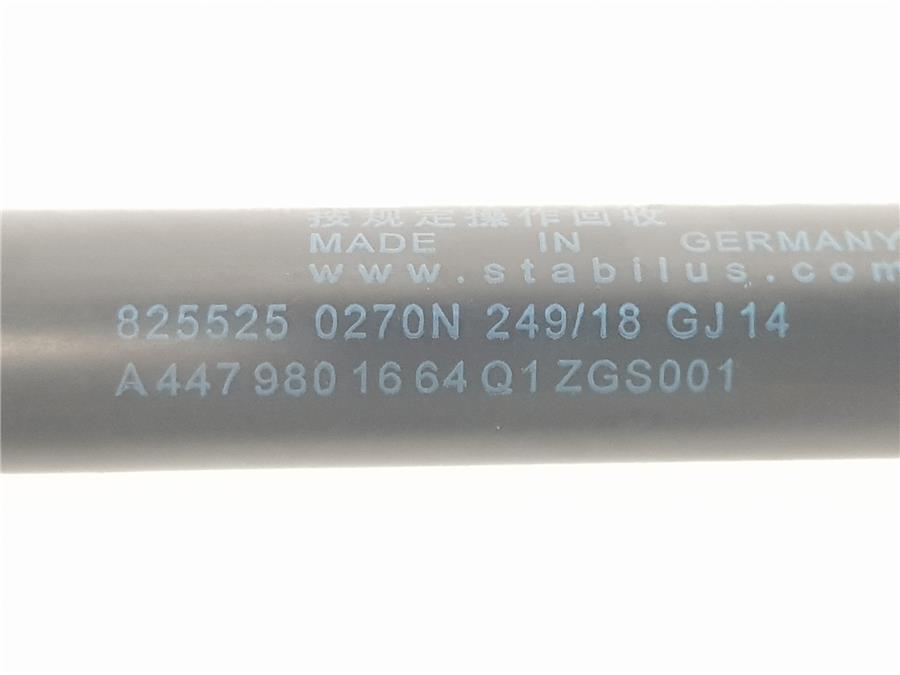 按规定操作回收
MADE IN GERMANY
www.stabilus.com
825525 0270N 249/18 GJ14
A 447 980 16 64 Q1 ZGS001